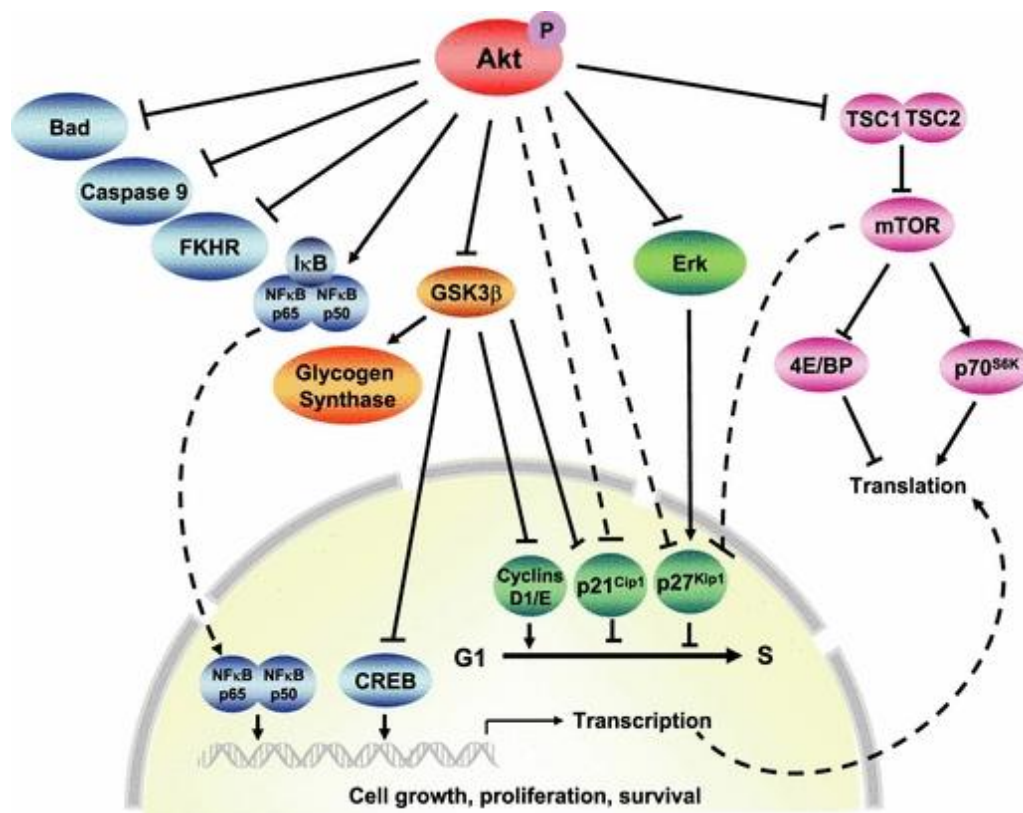 P
Akt
Bad
TSC1 TSC2
Caspase 9
mTOR
FKHR
IκB
Erk
NFκB NFκB
p65 p50
GSK3β
4E/BP
p70S6K
Glycogen
Synthase
Translation
Cyclins
D1/E
p21Cip1
p27Kip1
G1
S
NFκB NFκB
p65 p50
CREB
Transcription
Cell growth, proliferation, survival